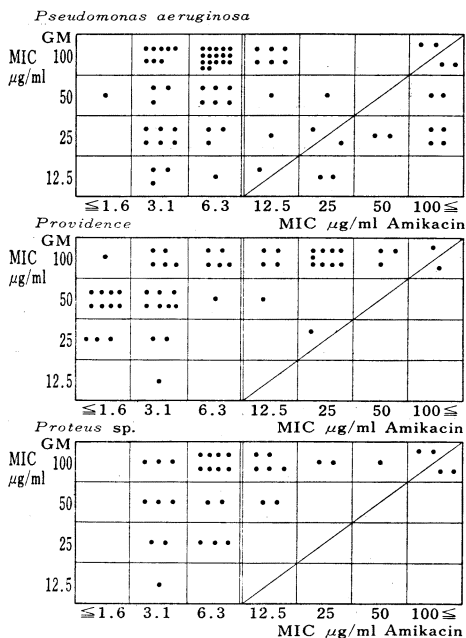 Pseudomonas aeruginosa
GM
MIC 100
μg/ml
50
25
12.5
≦1.6 3.1 6.3 12.5 25 50 100≦
Providence MIC μg/ml Amikacin
GM
MIC 100
μg/ml
50
25
12.5
≦1.6 3.1 6.3 12.5 25 50 100≦
Proteus sp. MIC μg/ml Amikacin
GM
MIC 100
μg/ml
50
25
12.5
≦1.6 3.1 6.3 12.5 25 50 100≦
MIC μg/ml Amikacin